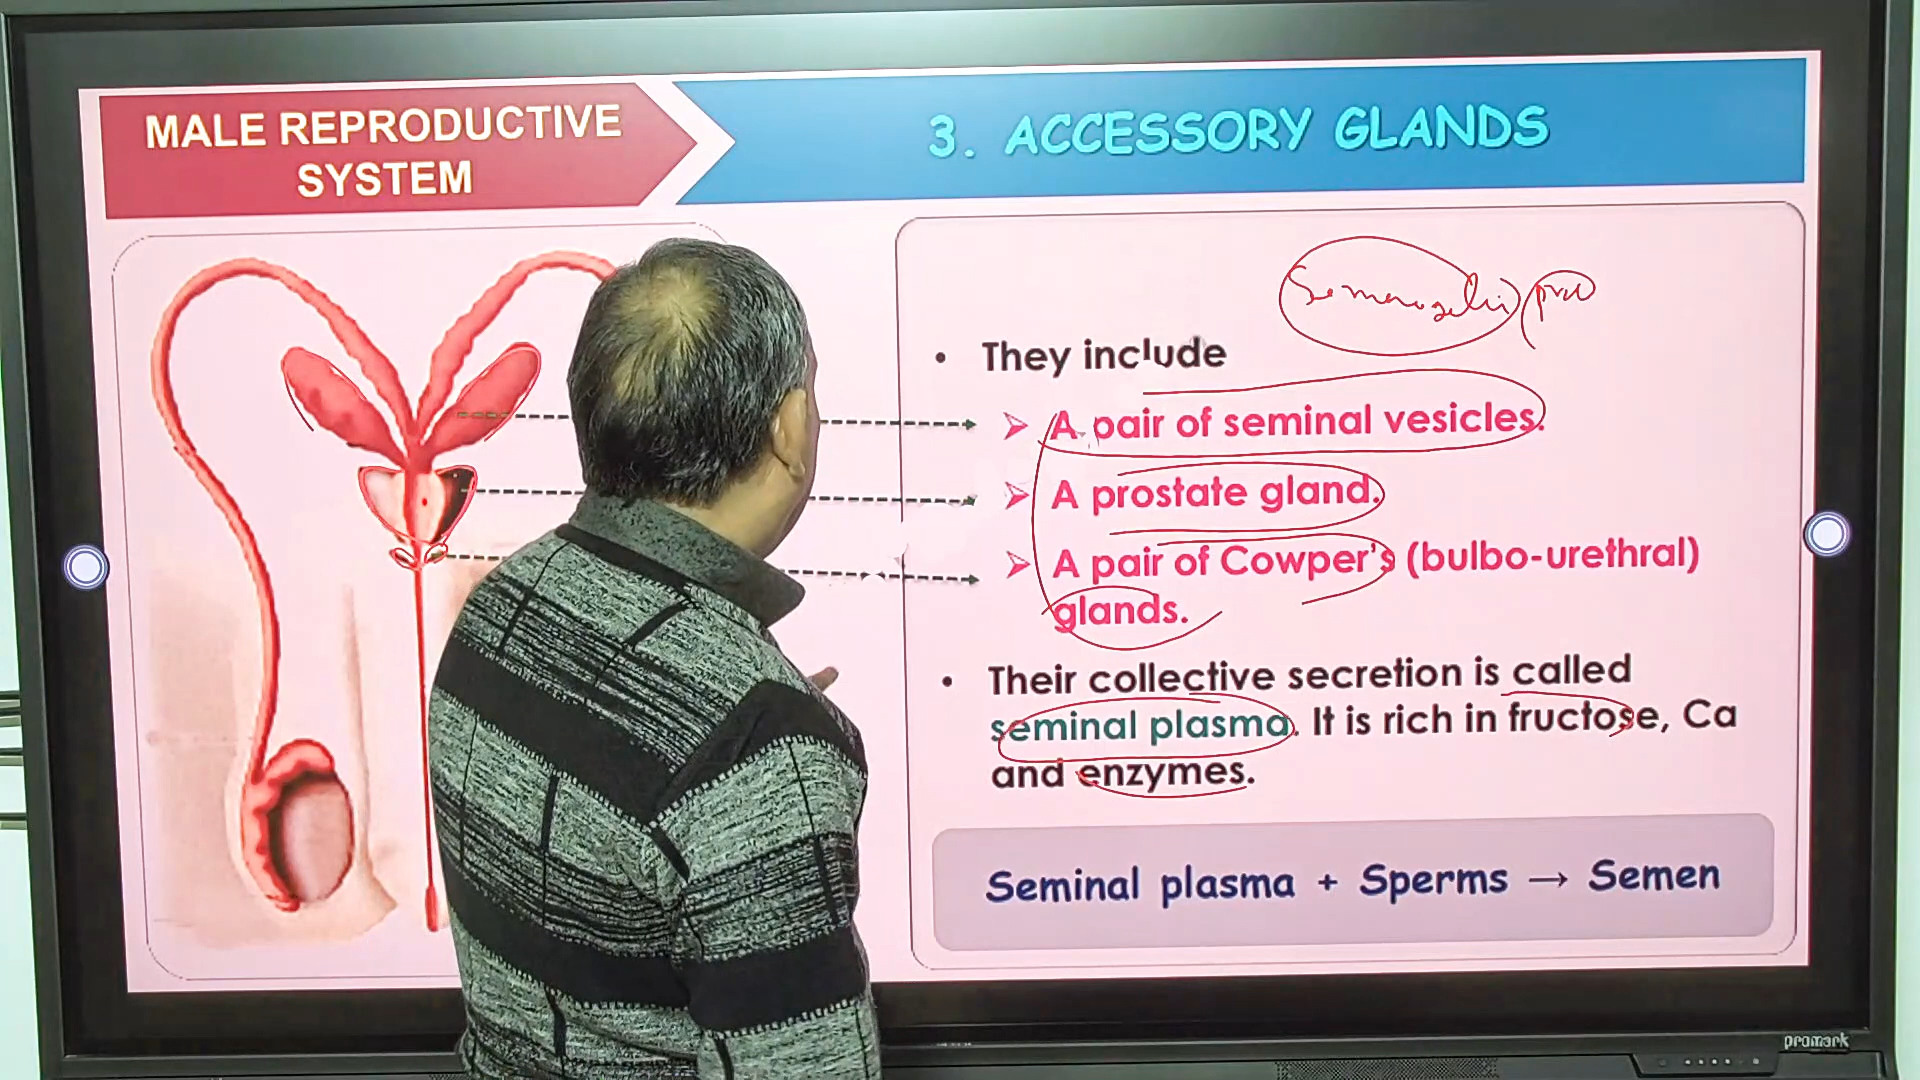 MALE REPRODUCTIVE
SYSTEM
3. ACCESSORY GLANDS
• They include
➢ A pair of seminal vesicles.
➢ A prostate gland.
➢ A pair of Cowper's (bulbo-urethral)
glands.
• Their collective secretion is called
seminal plasma. It is rich in fructose, Ca
and enzymes.
Seminal plasma + Sperms → Semen
promark